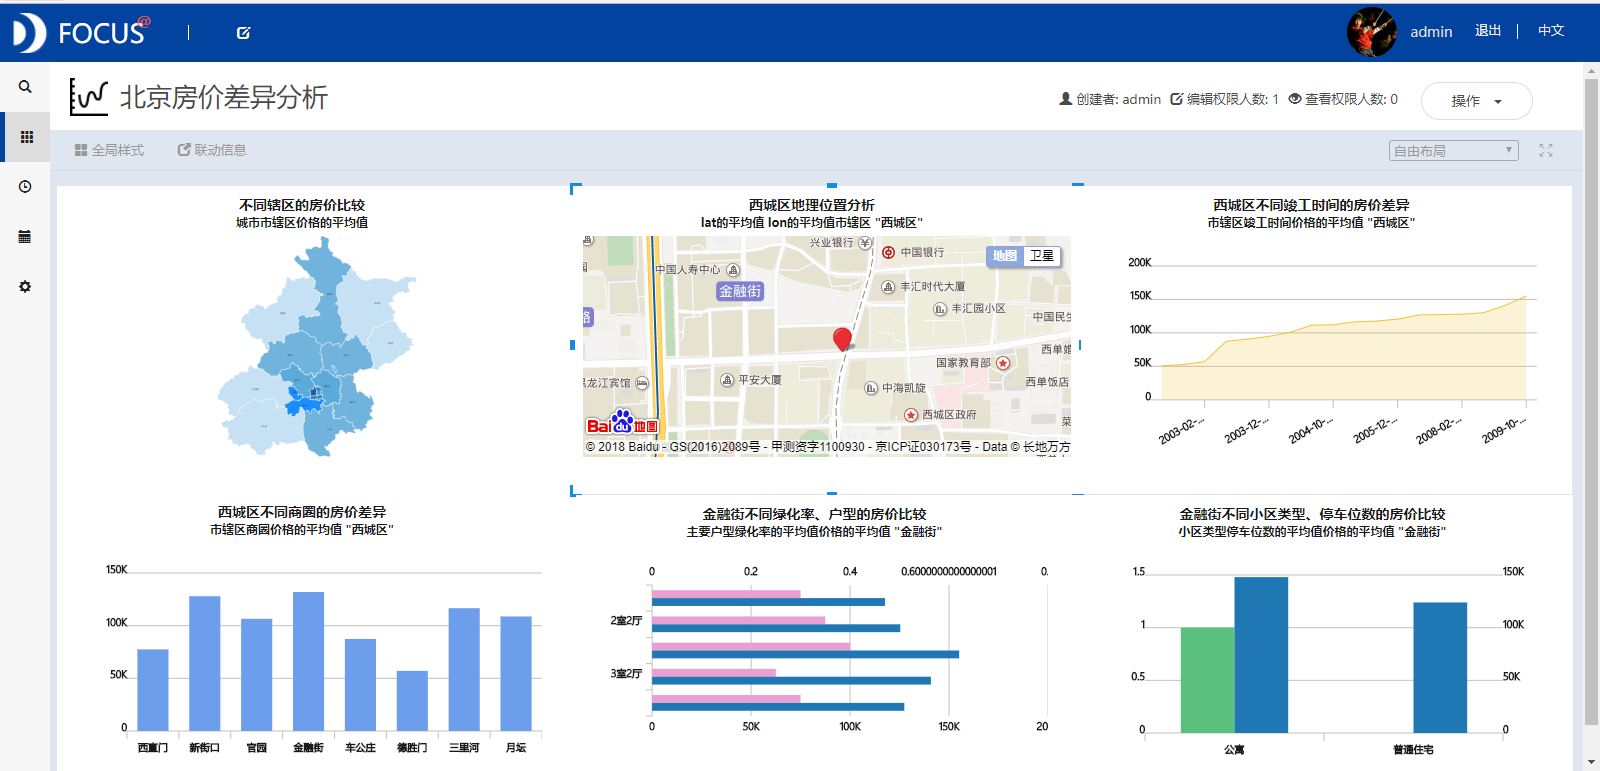 FOCUS@
admin 退出 | 中文
北京房价差异分析
创建者: admin 编辑权限人数: 1 查看权限人数: 0
操作
全局样式 联动信息
自由布局
不同辖区的房价比较
城市市辖区价格的平均值
西城区地理位置分析
lat的平均值 lon的平均值市辖区 "西城区"
兴业银行
中国银行
地图 卫星
中国人寿中心
金融街
丰汇时代大厦
丰汇园小区
路
中国民生
西单婚
国家教育部
黑龙江宾馆
平安大厦
中海凯旋
西单饭店
西城区政府
菜
Bai du 地图
© 2018 Baidu - GS(2016)2089号 - 甲测资字1100930 - 京ICP证030173号 - Data © 长地万方
西城区不同竣工时间的房价差异
市辖区竣工时间价格的平均值 "西城区"
200K
150K
100K
50K
0
2003-02-... 2003-12-... 2004-10-... 2005-12-... 2008-02-... 2009-10-...
西城区不同商圈的房价差异
市辖区商圈价格的平均值 "西城区"
150K
100K
50K
0
西直门 新街口 官园 金融街 车公庄 德胜门 三里河 月坛
金融街不同绿化率、户型的房价比较
主要户型绿化率的平均值价格的平均值 "金融街"
0 0.2 0.4 0.6000000000000001 0.
2室2厅
3室2厅
0 50K 100K 150K 20
金融街不同小区类型、停车位数的房价比较
小区类型停车位数的平均值价格的平均值 "金融街"
1.5 150K
1 100K
0.5 50K
0 0
公寓 普通住宅